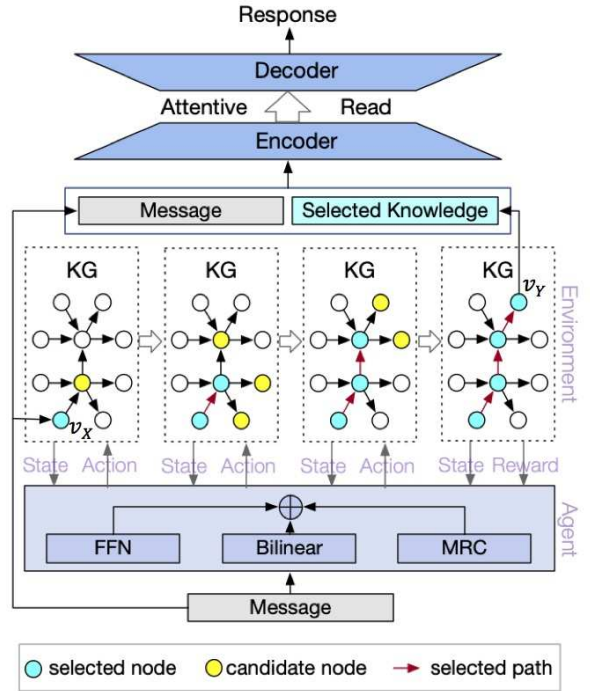 Response
Decoder
Attentive Read
Encoder
Message Selected Knowledge
KG KG KG KG
v_Y
v_X
Environment
State Action State Action State Action State Reward
FFN Bilinear MRC
Agent
Message
selected node candidate node selected path